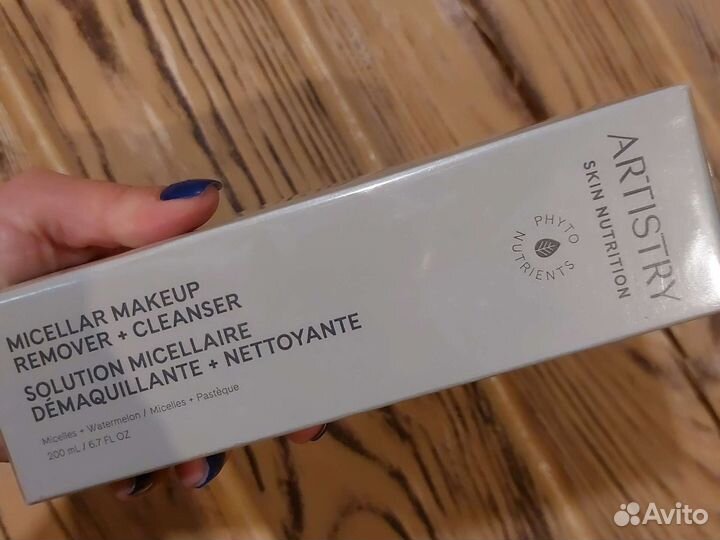 ARTISTRY
SKIN NUTRITION
PHYTO
NUTRIENTS
MICELLAR MAKEUP
REMOVER + CLEANSER
SOLUTION MICELLAIRE
DÉMAQUILLANTE + NETTOYANTE
Micelles + Watermelon / Micelles + Pastèque
200 mL / 6.7 FL OZ
Avito